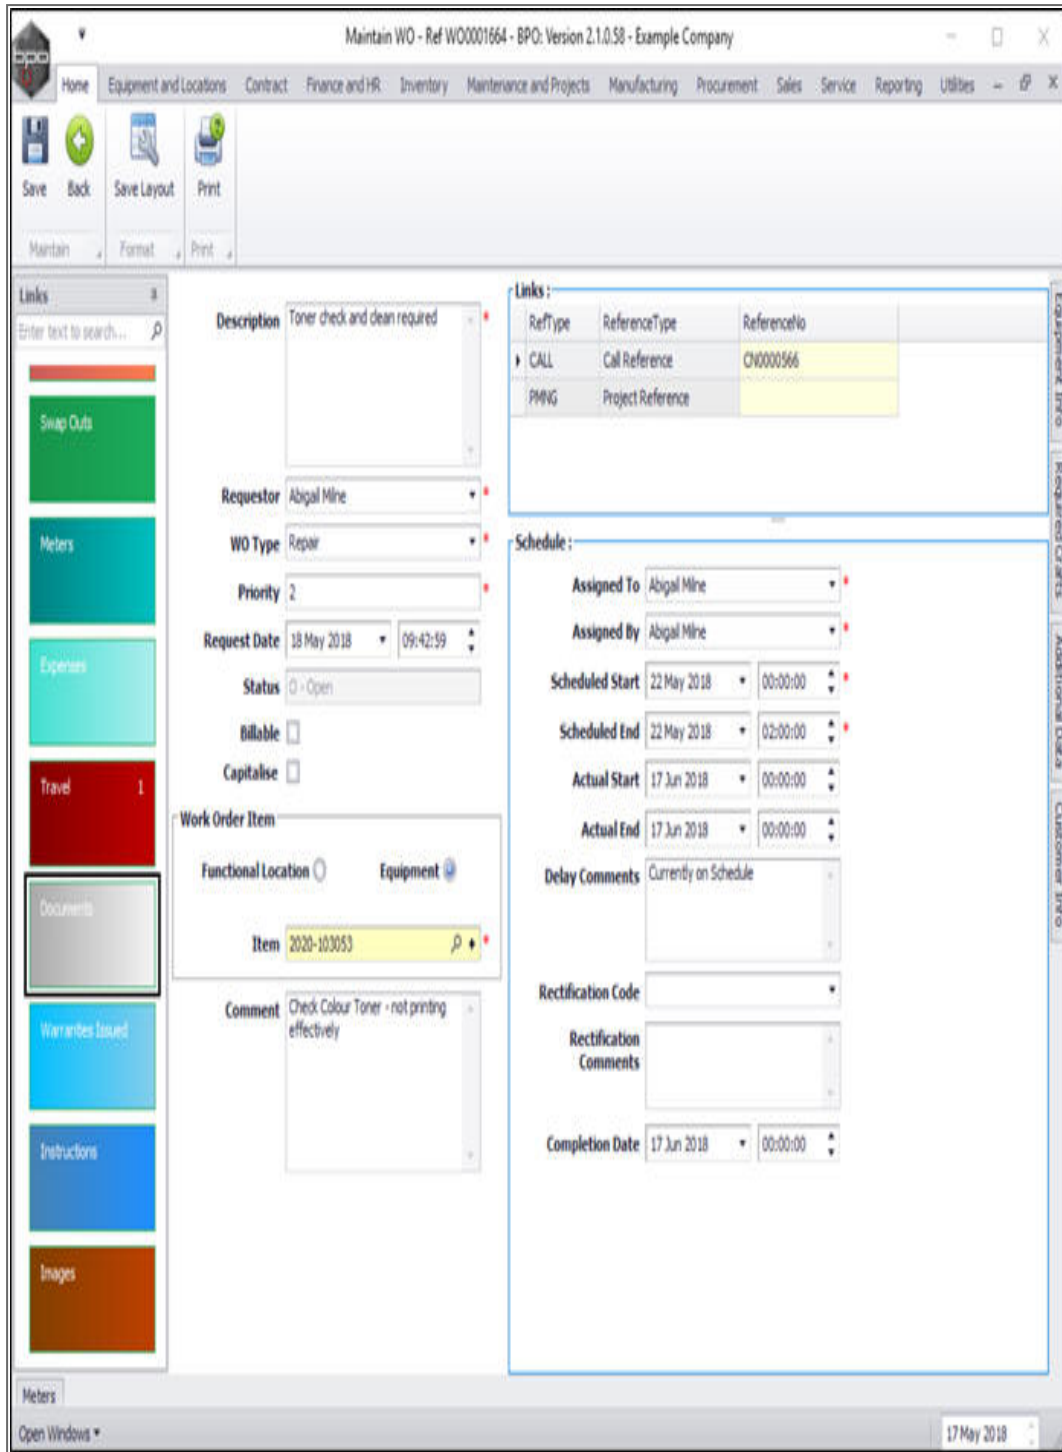 Maintain WO - Ref WO0001664 - BPO: Version 2.1.0.58 - Example Company
bpo
Home Equipment and Locations Contract Finance and HR Inventory Maintenance and Projects Manufacturing Procurement Sales Service Reporting Utilities
Save Back Save Layout Print
Maintain Format Print
Links
Enter text to search...
Swap Outs
Meters
Expenses
Travel 1
Documents
Warranties Issued
Instructions
Images
Description Toner check and clean required *
Requestor Abigail Milne *
WO Type Repair *
Priority 2 *
Request Date 18 May 2018 09:42:59
Status O - Open
Billable
Capitalise
Work Order Item
Functional Location Equipment
Item 2020-103053 *
Comment Check Colour Toner - not printing
effectively
Links :
RefType ReferenceType ReferenceNo
CALL Call Reference CN0000566
PMNG Project Reference
Schedule :
Assigned To Abigail Milne *
Assigned By Abigail Milne *
Scheduled Start 22 May 2018 00:00:00 *
Scheduled End 22 May 2018 02:00:00 *
Actual Start 17 Jun 2018 00:00:00
Actual End 17 Jun 2018 00:00:00
Delay Comments Currently on Schedule
Rectification Code
Rectification
Comments
Completion Date 17 Jun 2018 00:00:00
Equipment Info
Required Crafts
Additional Data
Customer Info
Meters
Open Windows
17 May 2018